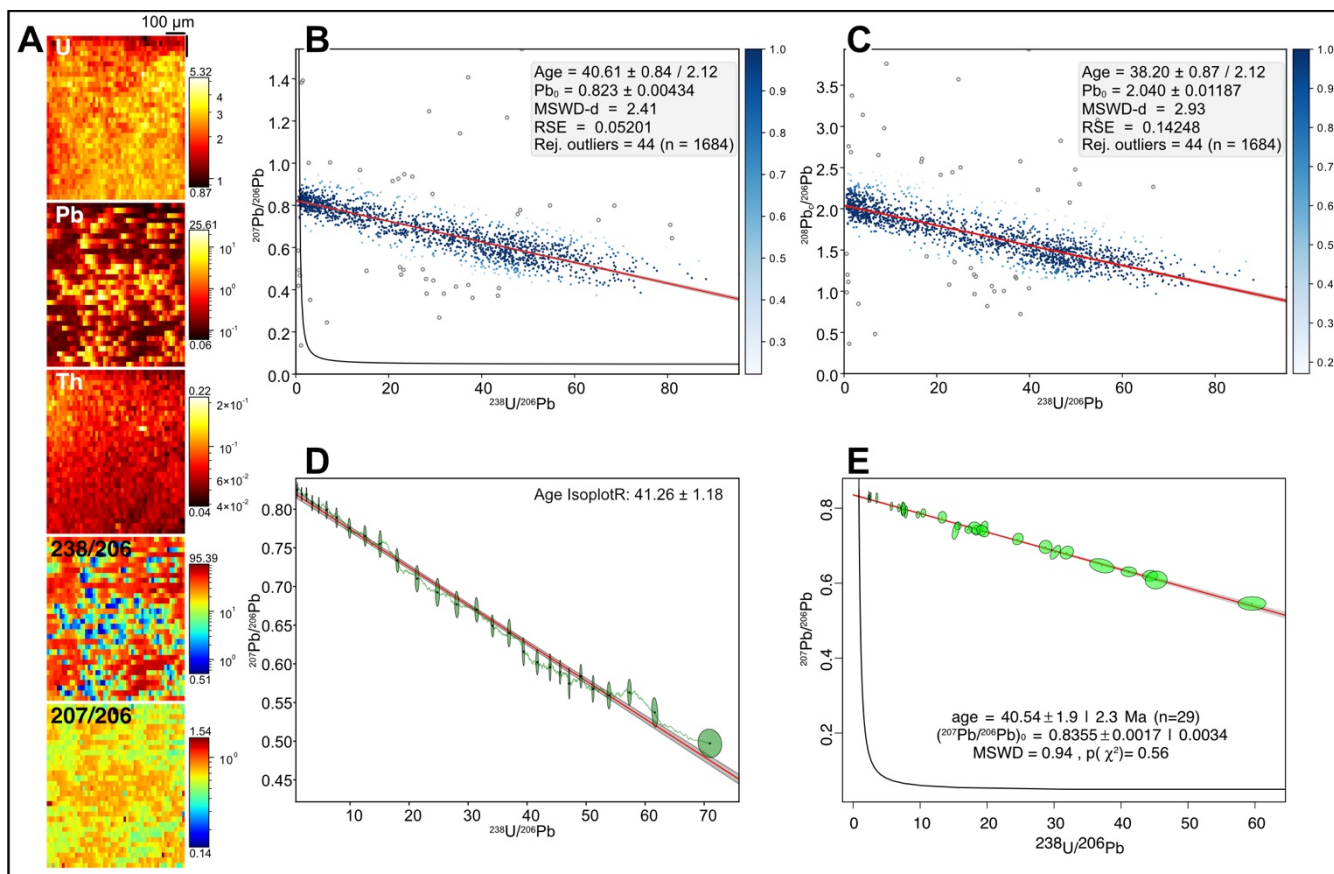 A
100 µm
U
5.32
4
3
2
1
0.87
Pb
25.61
10¹
10⁰
10⁻¹
0.06
Th
0.22
2×10⁻¹
10⁻¹
6×10⁻²
4×10⁻²
0.04
238/206
95.39
10¹
10⁰
0.51
207/206
1.54
10⁰
0.14
B
Age = 40.61 ± 0.84 / 2.12
Pb₀ = 0.823 ± 0.00434
MSWD-d = 2.41
RSE = 0.05201
Rej. outliers = 44 (n = 1684)
1.4
1.2
1.0
0.8
0.6
0.4
0.2
0.0
²⁰⁷Pb/²⁰⁶Pb
0 20 40 60 80
²³⁸U/²⁰⁶Pb
1.0
0.9
0.8
0.7
0.6
0.5
0.4
0.3
C
Age = 38.20 ± 0.87 / 2.12
Pb₀ = 2.040 ± 0.01187
MSWD-d = 2.93
RSE = 0.14248
Rej. outliers = 44 (n = 1684)
3.5
3.0
2.5
2.0
1.5
1.0
0.5
0.0
²⁰⁸Pbc/²⁰⁶Pb
0 20 40 60 80
²³⁸U/²⁰⁶Pb
1.0
0.9
0.8
0.7
0.6
0.5
0.4
0.3
0.2
D
Age IsoplotR: 41.26 ± 1.18
0.80
0.75
0.70
0.65
0.60
0.55
0.50
0.45
²⁰⁷Pb/²⁰⁶Pb
10 20 30 40 50 60 70
²³⁸U/²⁰⁶Pb
E
0.8
0.6
0.4
0.2
²⁰⁷Pb/²⁰⁶Pb
age = 40.54 ± 1.9 | 2.3 Ma (n=29)
(²⁰⁷Pb/²⁰⁶Pb)₀ = 0.8355 ± 0.0017 | 0.0034
MSWD = 0.94 , p( χ²)= 0.56
0 10 20 30 40 50 60
²³⁸U/²⁰⁶Pb